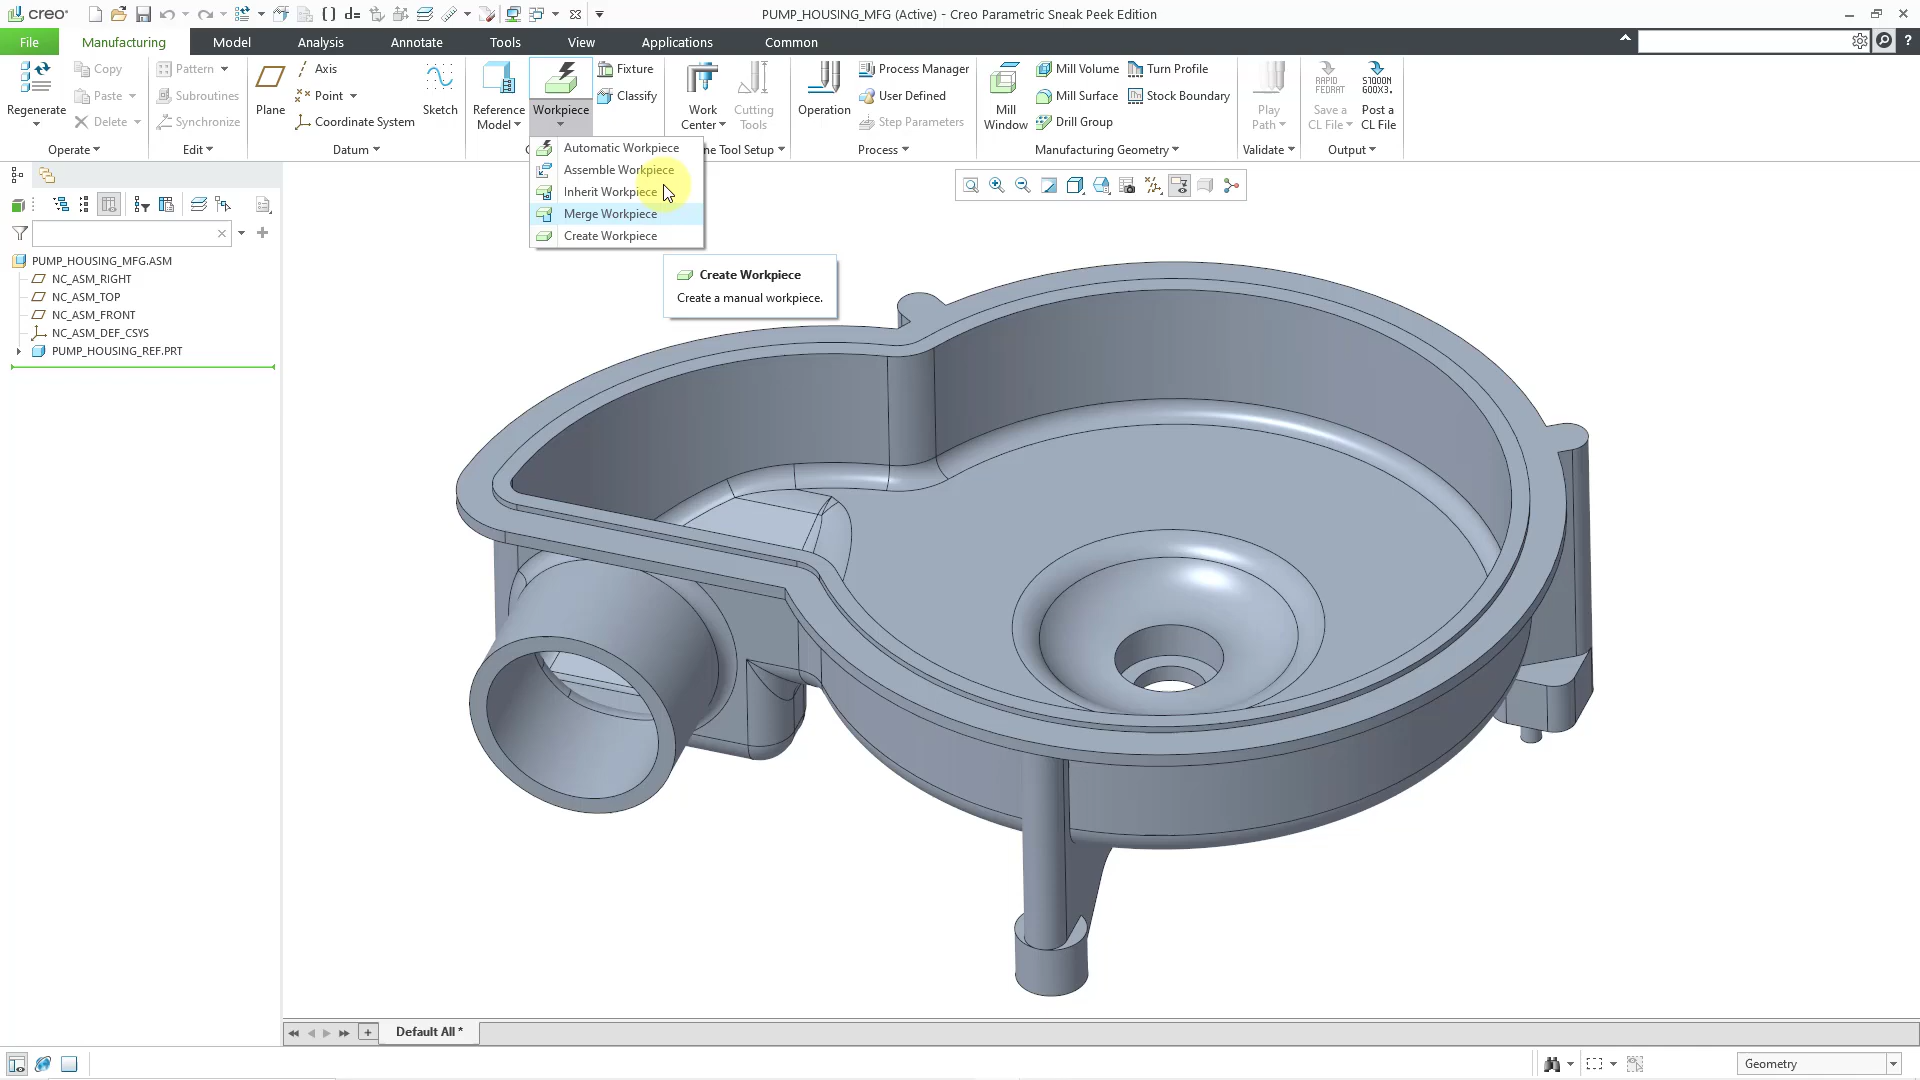 creo
d=
PUMP_HOUSING_MFG (Active) - Creo Parametric Sneak Peek Edition
File
Manufacturing
Model
Analysis
Annotate
Tools
View
Applications
Common
?
Regenerate
Copy
Paste
Delete
Operate
Pattern
Subroutines
Synchronize
Edit
Plane
Axis
Point
Coordinate System
Sketch
Datum
Reference
Model
Workpiece
Fixture
Classify
Work
Center
Cutting
Tools
ne Tool Setup
Operation
Process Manager
User Defined
Step Parameters
Process
Mill
Window
Mill Volume
Mill Surface
Drill Group
Turn Profile
Stock Boundary
Manufacturing Geometry
Play
Path
Validate
RAPID
FEDRAT
Save a
CL File
Post a
CL File
Output
Automatic Workpiece
Assemble Workpiece
Inherit Workpiece
Merge Workpiece
Create Workpiece
Create Workpiece
Create a manual workpiece.
PUMP_HOUSING_MFG.ASM
NC_ASM_RIGHT
NC_ASM_TOP
NC_ASM_FRONT
NC_ASM_DEF_CSYS
PUMP_HOUSING_REF.PRT
Default All *
Geometry